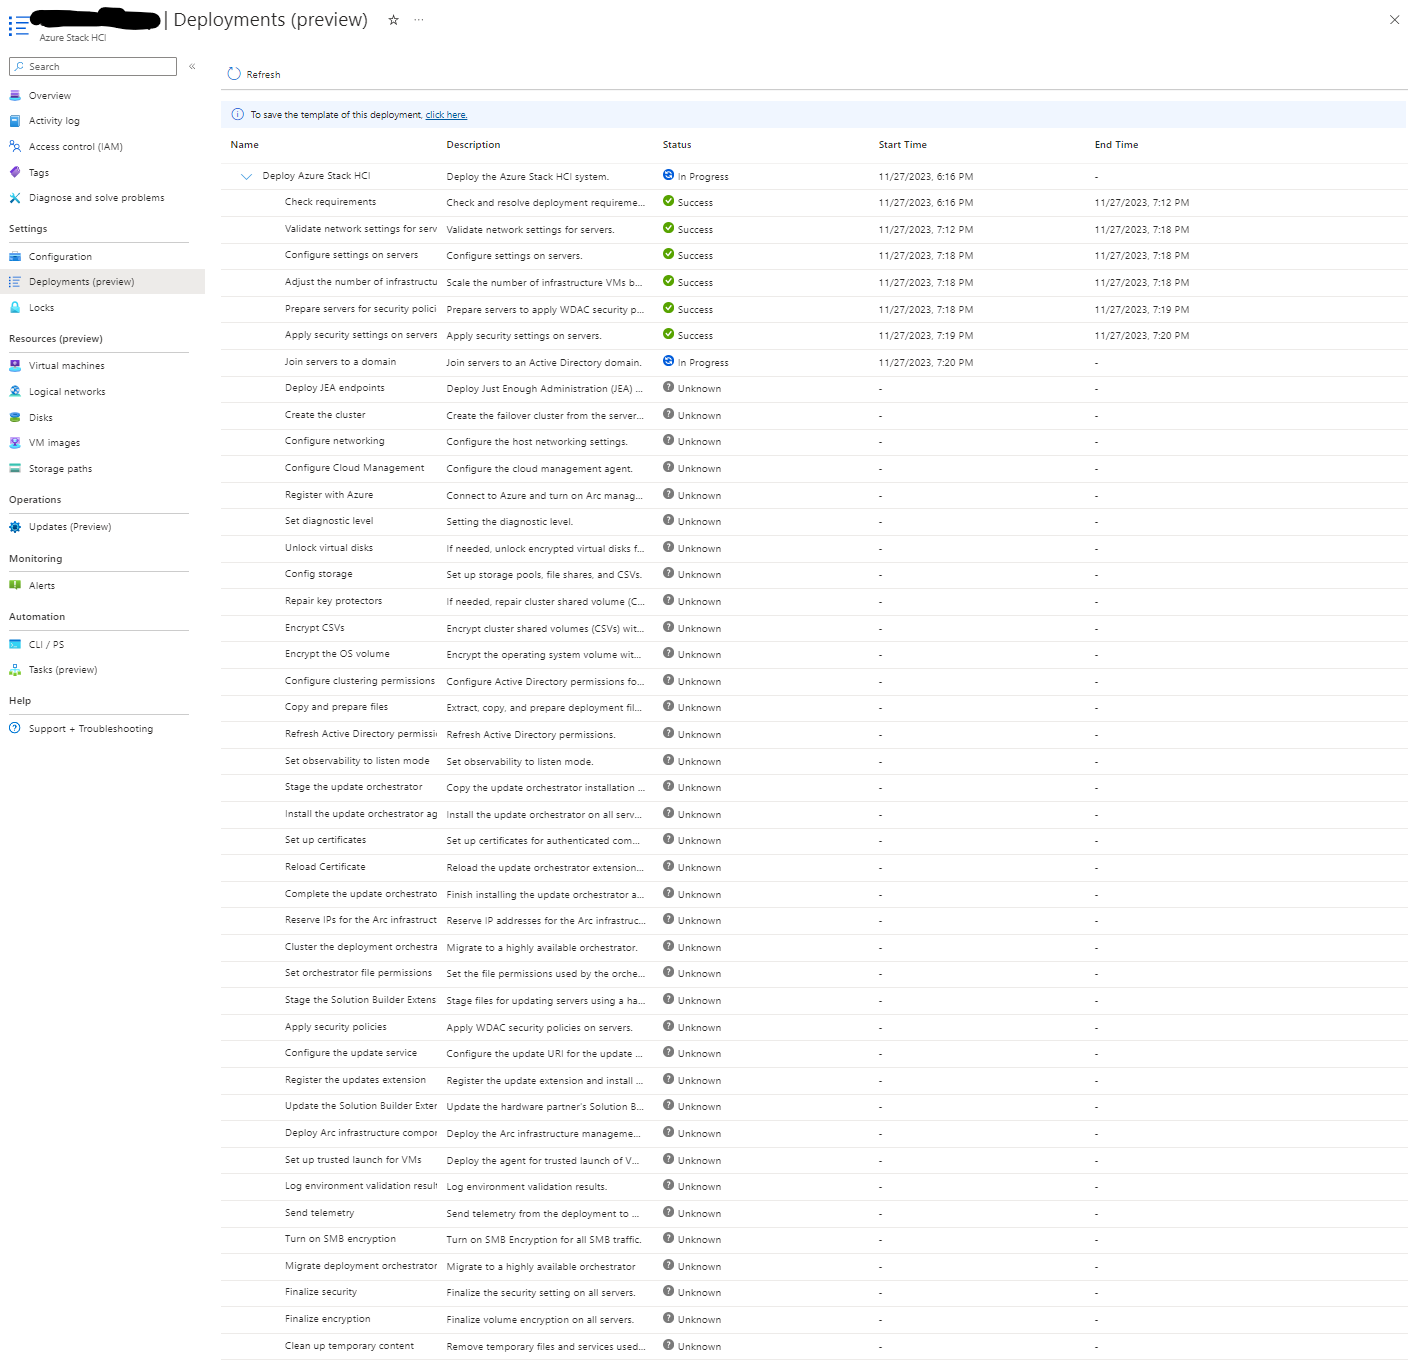 | Deployments (preview)
Azure Stack HCI
Search
Overview
Activity log
Access control (IAM)
Tags
Diagnose and solve problems
Settings
Configuration
Deployments (preview)
Locks
Resources (preview)
Virtual machines
Logical networks
Disks
VM images
Storage paths
Operations
Updates (Preview)
Monitoring
Alerts
Automation
CLI / PS
Tasks (preview)
Help
Support + Troubleshooting
Refresh
To save the template of this deployment, click here.
Name Description Status Start Time End Time
Deploy Azure Stack HCI Deploy the Azure Stack HCI system. In Progress 11/27/2023, 6:16 PM -
Check requirements Check and resolve deployment requireme... Success 11/27/2023, 6:16 PM 11/27/2023, 7:12 PM
Validate network settings for serv Validate network settings for servers. Success 11/27/2023, 7:12 PM 11/27/2023, 7:18 PM
Configure settings on servers Configure settings on servers. Success 11/27/2023, 7:18 PM 11/27/2023, 7:18 PM
Adjust the number of infrastructu Scale the number of infrastructure VMs b... Success 11/27/2023, 7:18 PM 11/27/2023, 7:18 PM
Prepare servers for security polici Prepare servers to apply WDAC security p... Success 11/27/2023, 7:18 PM 11/27/2023, 7:19 PM
Apply security settings on servers Apply security settings on servers. Success 11/27/2023, 7:19 PM 11/27/2023, 7:20 PM
Join servers to a domain Join servers to an Active Directory domain. In Progress 11/27/2023, 7:20 PM -
Deploy JEA endpoints Deploy Just Enough Administration (JEA) ... Unknown - -
Create the cluster Create the failover cluster from the server... Unknown - -
Configure networking Configure the host networking settings. Unknown - -
Configure Cloud Management Configure the cloud management agent. Unknown - -
Register with Azure Connect to Azure and turn on Arc manag... Unknown - -
Set diagnostic level Setting the diagnostic level. Unknown - -
Unlock virtual disks If needed, unlock encrypted virtual disks f... Unknown - -
Config storage Set up storage pools, file shares, and CSVs. Unknown - -
Repair key protectors If needed, repair cluster shared volume (C... Unknown - -
Encrypt CSVs Encrypt cluster shared volumes (CSVs) wit... Unknown - -
Encrypt the OS volume Encrypt the operating system volume wit... Unknown - -
Configure clustering permissions Configure Active Directory permissions fo... Unknown - -
Copy and prepare files Extract, copy, and prepare deployment fil... Unknown - -
Refresh Active Directory permissi Refresh Active Directory permissions. Unknown - -
Set observability to listen mode Set observability to listen mode. Unknown - -
Stage the update orchestrator Copy the update orchestrator installation ... Unknown - -
Install the update orchestrator ag Install the update orchestrator on all serv... Unknown - -
Set up certificates Set up certificates for authenticated com... Unknown - -
Reload Certificate Reload the update orchestrator extension... Unknown - -
Complete the update orchestrato Finish installing the update orchestrator a... Unknown - -
Reserve IPs for the Arc infrastruct Reserve IP addresses for the Arc infrastruc... Unknown - -
Cluster the deployment orchestra Migrate to a highly available orchestrator. Unknown - -
Set orchestrator file permissions Set the file permissions used by the orche... Unknown - -
Stage the Solution Builder Extens Stage files for updating servers using a ha... Unknown - -
Apply security policies Apply WDAC security policies on servers. Unknown - -
Configure the update service Configure the update URI for the update ... Unknown - -
Register the updates extension Register the update extension and install ... Unknown - -
Update the Solution Builder Exter Update the hardware partner's Solution B... Unknown - -
Deploy Arc infrastructure compor Deploy the Arc infrastructure manageme... Unknown - -
Set up trusted launch for VMs Deploy the agent for trusted launch of V... Unknown - -
Log environment validation result Log environment validation results. Unknown - -
Send telemetry Send telemetry from the deployment to ... Unknown - -
Turn on SMB encryption Turn on SMB Encryption for all SMB traffic. Unknown - -
Migrate deployment orchestrator Migrate to a highly available orchestrator Unknown - -
Finalize security Finalize the security setting on all servers. Unknown - -
Finalize encryption Finalize volume encryption on all servers. Unknown - -
Clean up temporary content Remove temporary files and services used... Unknown - -